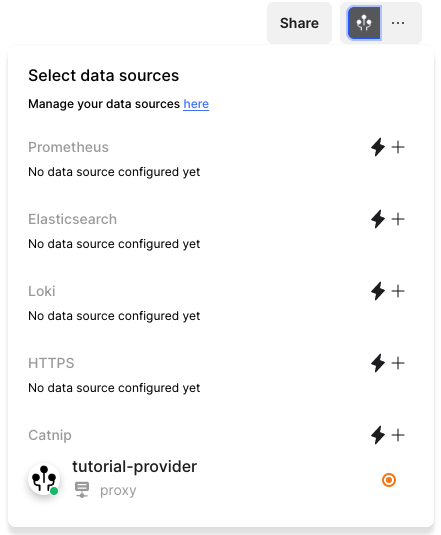 Share
Select data sources
Manage your data sources here
Prometheus
No data source configured yet
Elasticsearch
No data source configured yet
Loki
No data source configured yet
HTTPS
No data source configured yet
Catnip
tutorial-provider
proxy